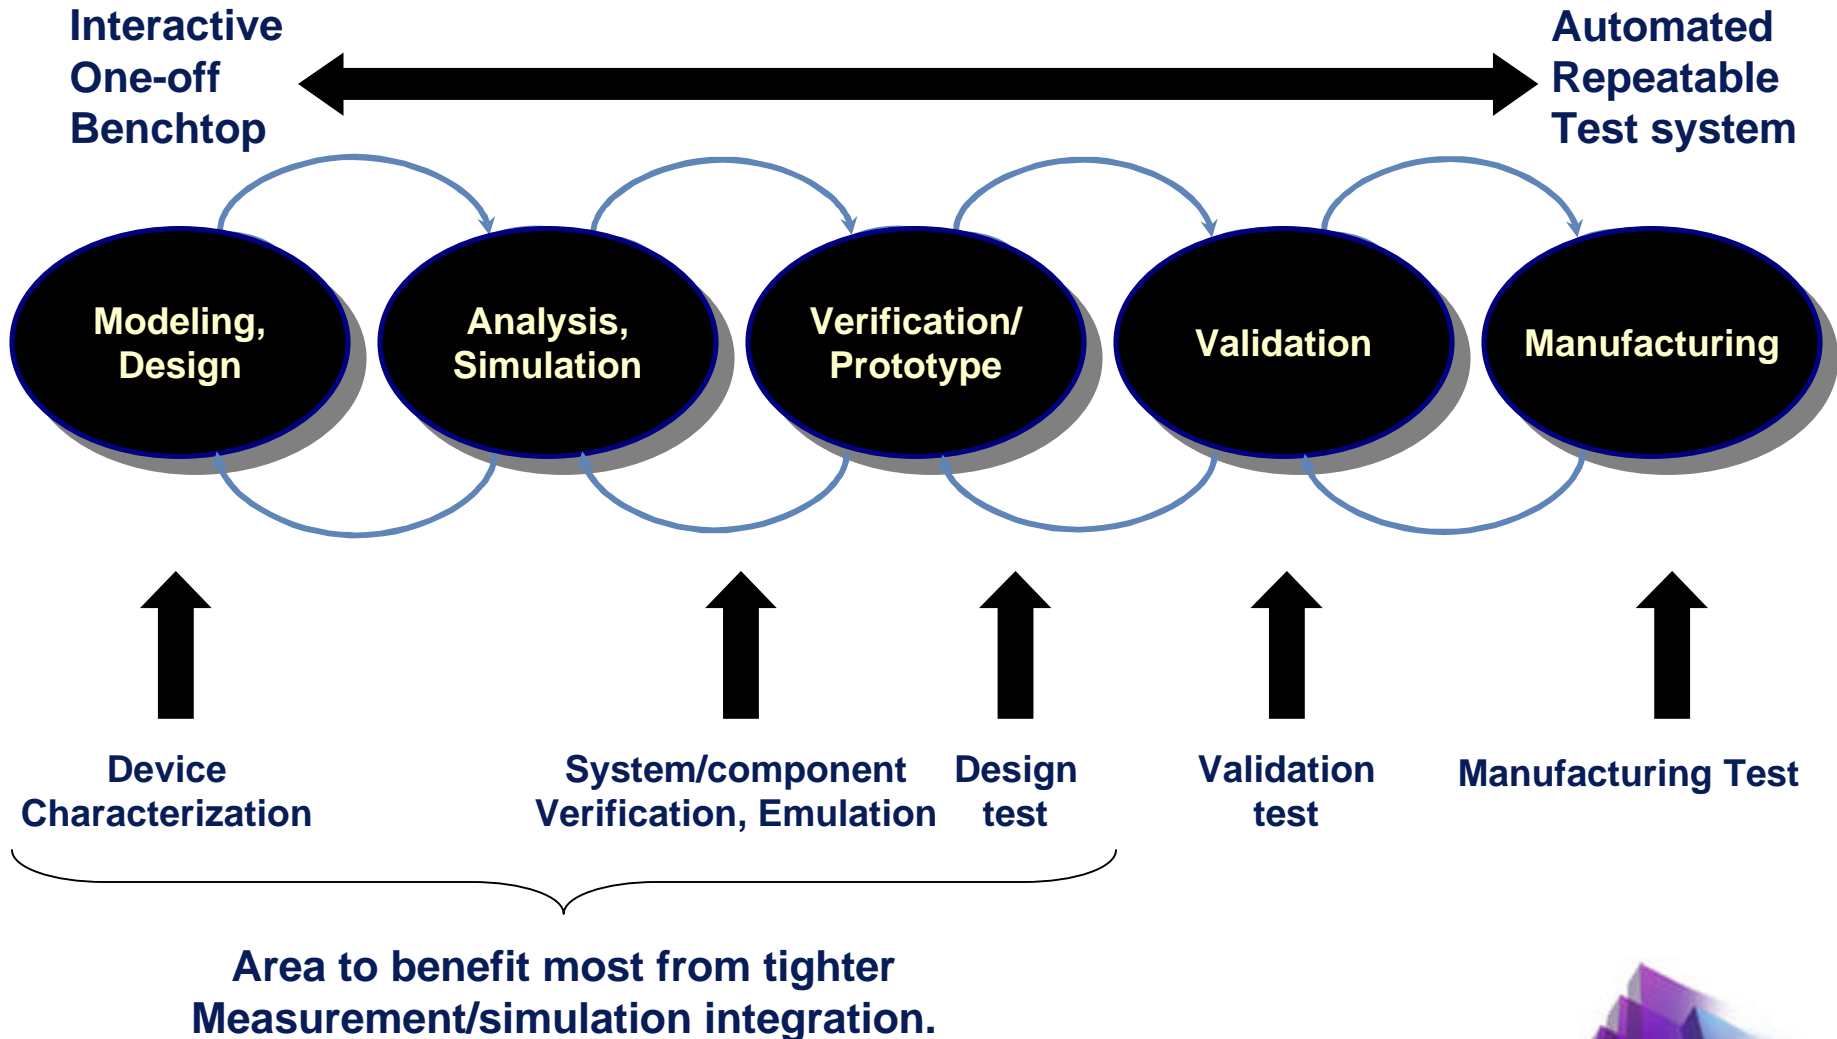 Interactive
One-off
Benchtop
Automated
Repeatable
Test system
Modeling,
Design
Analysis,
Simulation
Verification/
Prototype
Validation
Manufacturing
Device
Characterization
System/component
Verification, Emulation
Design
test
Validation
test
Manufacturing Test
Area to benefit most from tighter
Measurement/simulation integration.